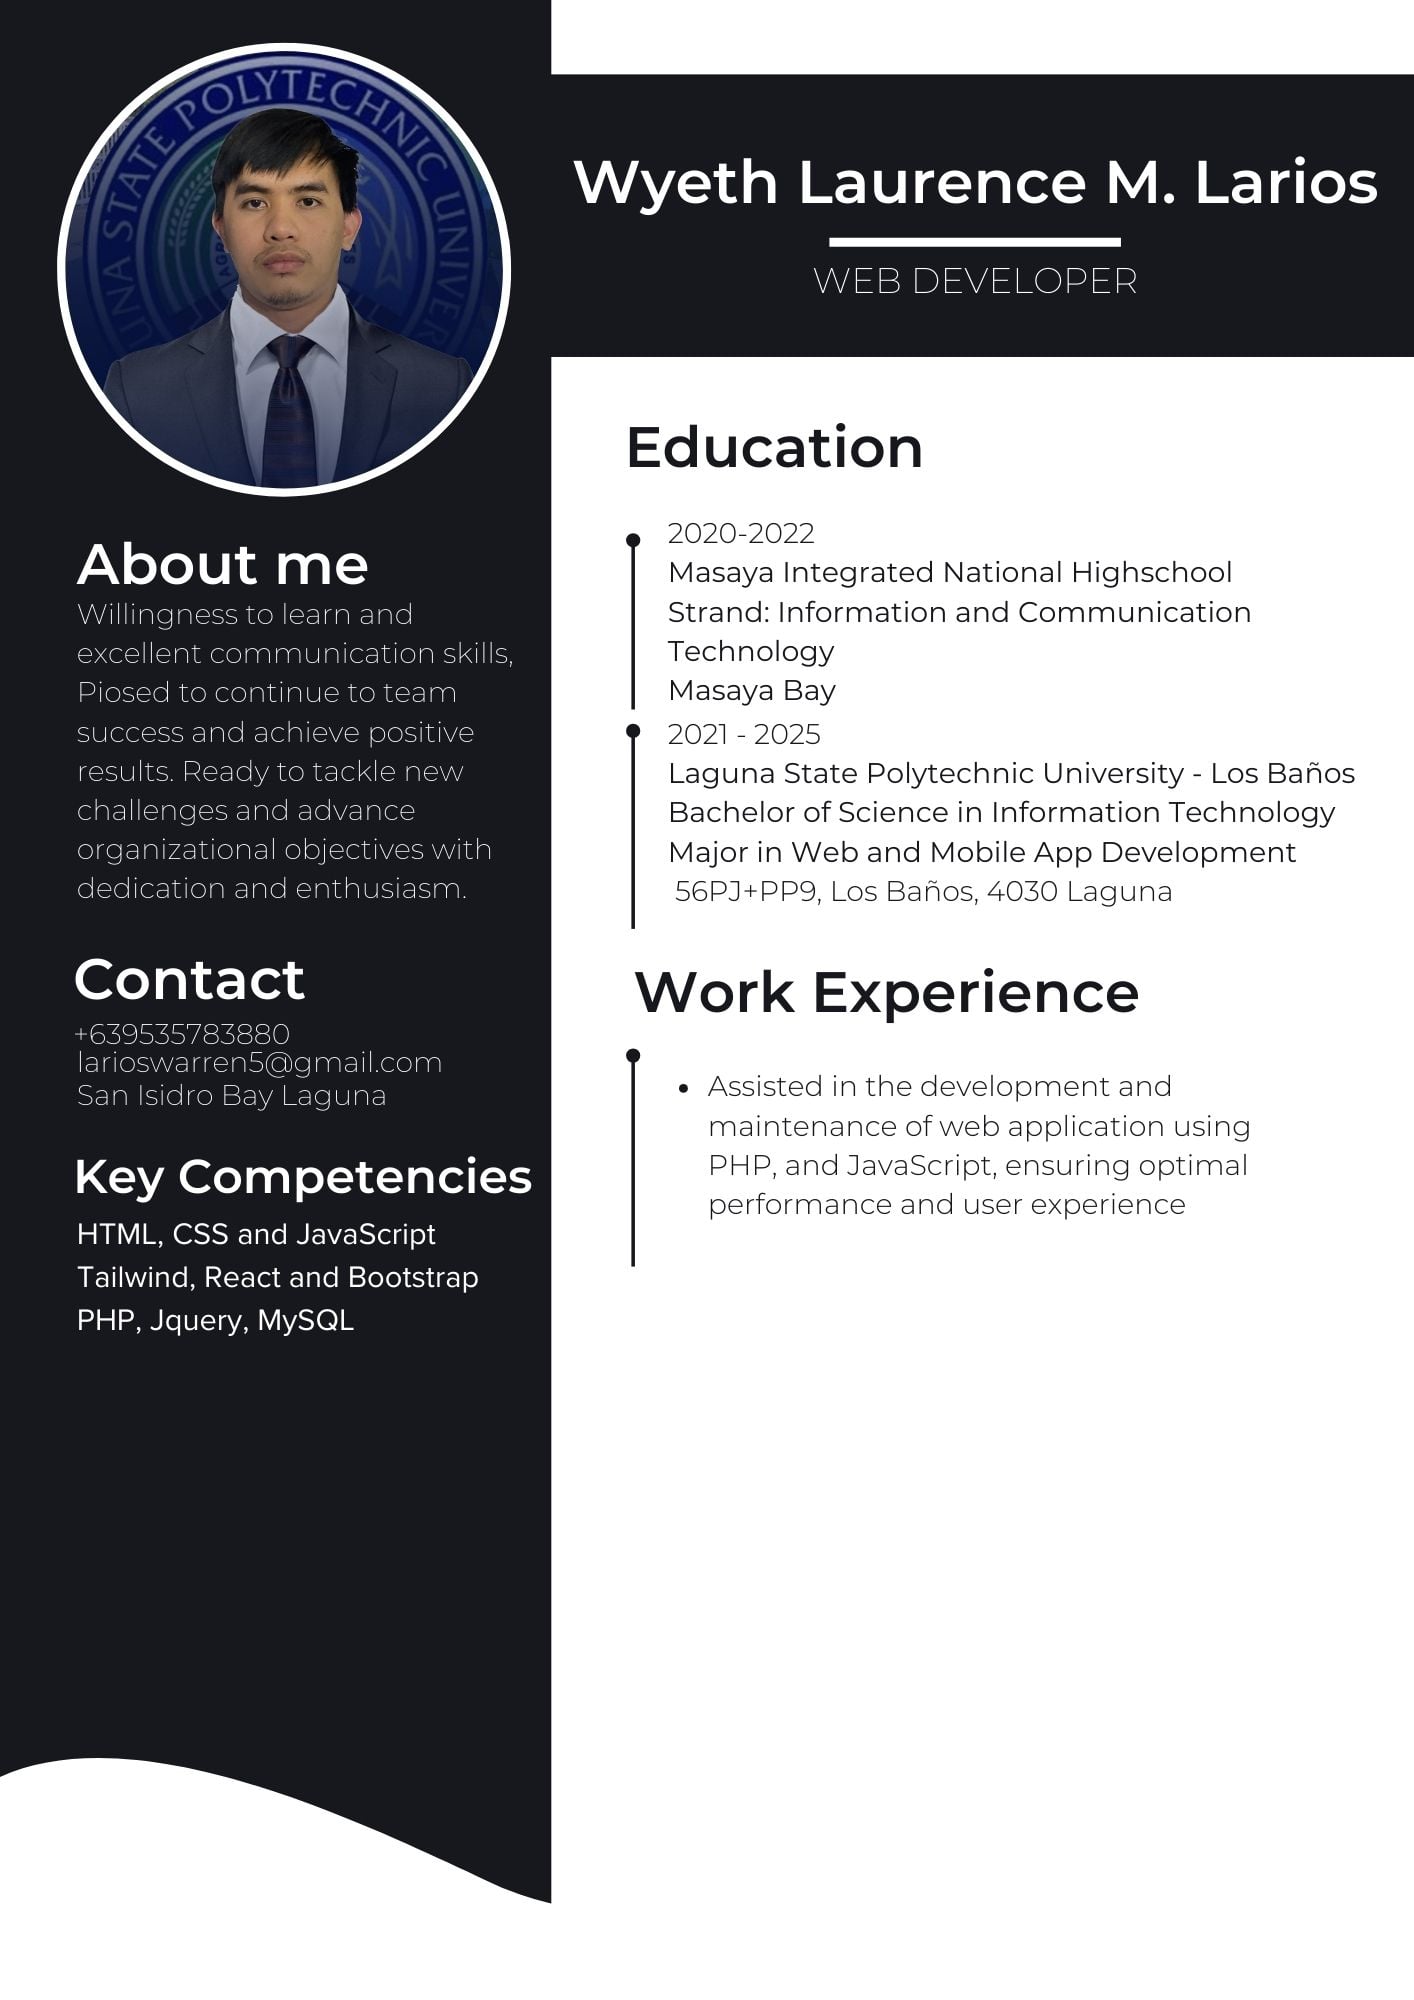 UNA STATE POLYTECHNIC UNIVER
Wyeth Laurence M. Larios
WEB DEVELOPER
About me
Willingness to learn and
excellent communication skills,
Piosed to continue to team
success and achieve positive
results. Ready to tackle new
challenges and advance
organizational objectives with
dedication and enthusiasm.
Contact
+639535783880
larioswarren5@gmail.com
San Isidro Bay Laguna
Key Competencies
HTML, CSS and JavaScript
Tailwind, React and Bootstrap
PHP, Jquery, MySQL
Education
2020-2022
Masaya Integrated National Highschool
Strand: Information and Communication
Technology
Masaya Bay
2021 - 2025
Laguna State Polytechnic University - Los Baños
Bachelor of Science in Information Technology
Major in Web and Mobile App Development
56PJ+PP9, Los Baños, 4030 Laguna
Work Experience
• Assisted in the development and
maintenance of web application using
PHP, and JavaScript, ensuring optimal
performance and user experience